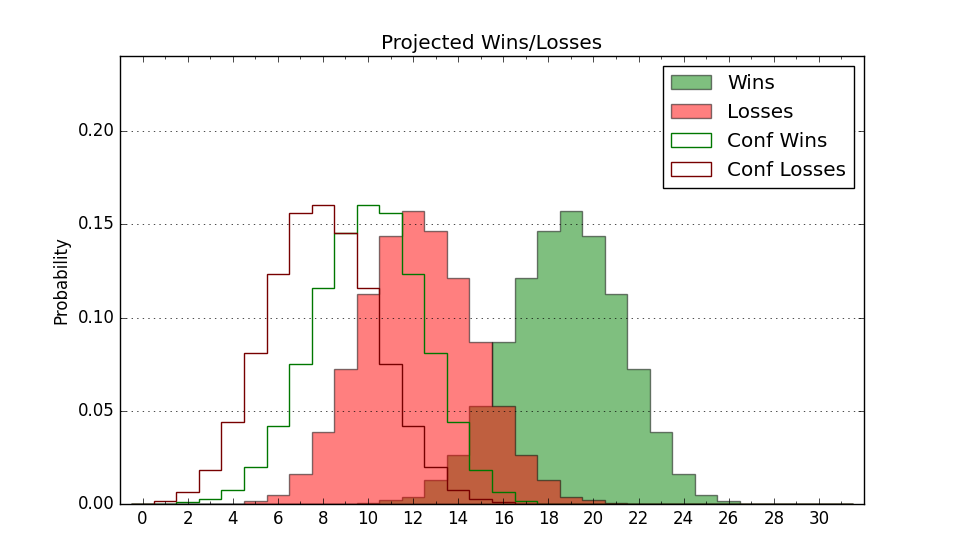 Projected Wins/Losses
Wins
Losses
Conf Wins
Conf Losses
Probability
0.20
0.15
0.10
0.05
0.00
0 2 4 6 8 10 12 14 16 18 20 22 24 26 28 30